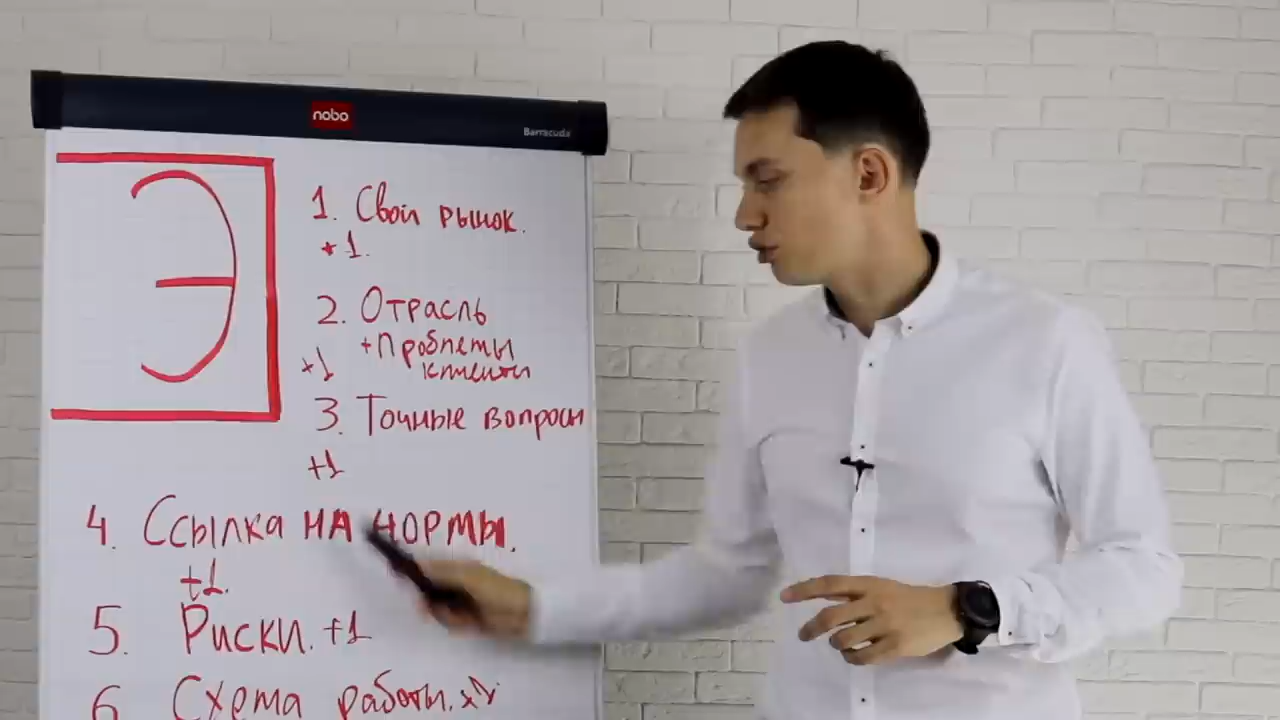 nobo
Barracuda
Э
1. Свой рынок.
+1.
2. Отрасль
+Проблемы
клиенты
+1
3. Точные вопросы
+1
4. Ссылка на нормы.
+1.
5. Риски. +1
6 Схема работы.